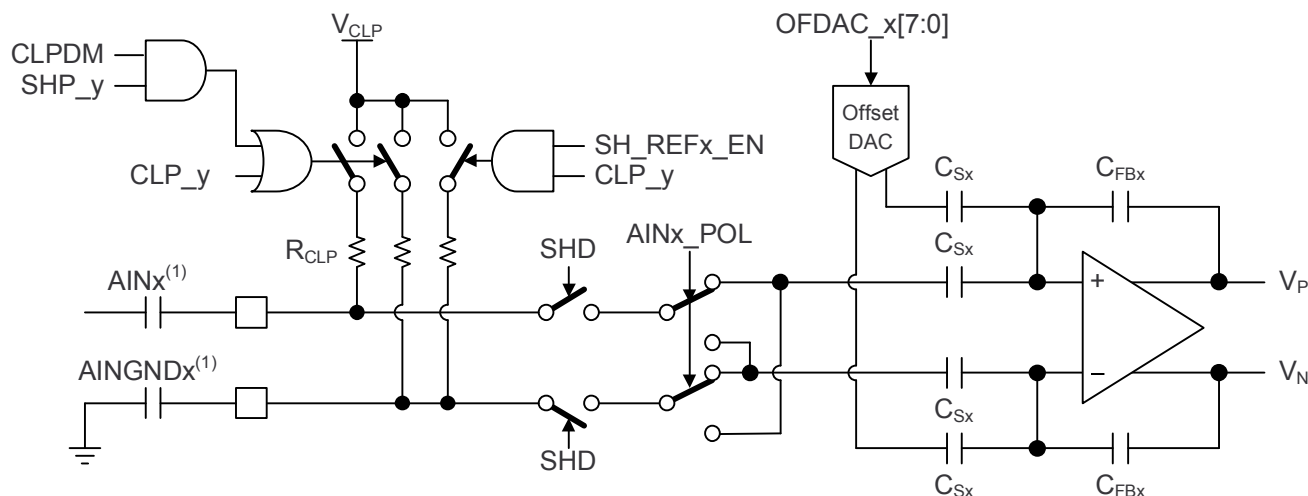 OFDAC_x[7:0]
V_CLP
CLPDM
SHP_y
Offset
DAC
SH_REFx_EN
CLP_y
CLP_y
C_Sx
C_FBx
R_CLP
SHD
AINx_POL
C_Sx
AINx(1)
+
V_P
AINGNDx(1)
−
V_N
C_Sx
SHD
C_Sx
C_FBx